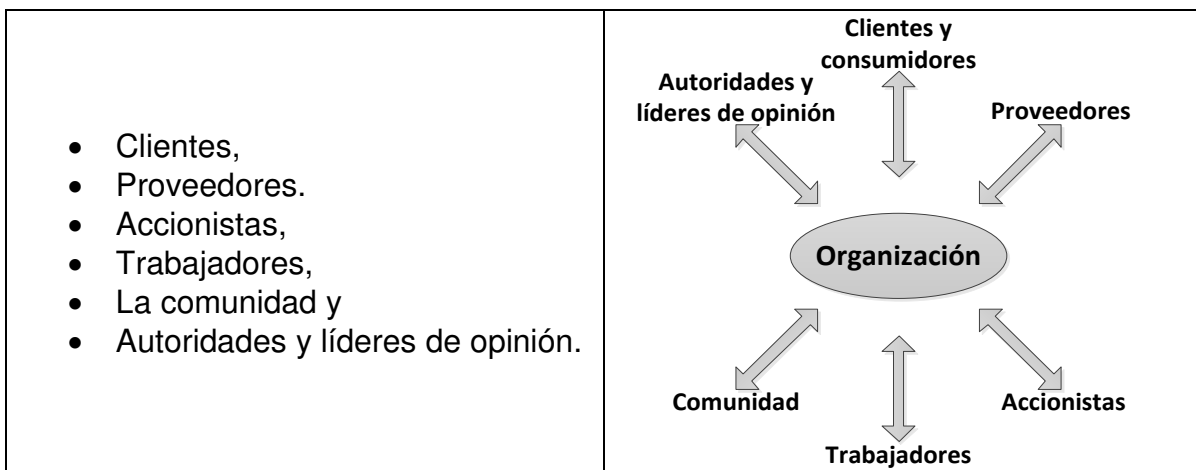 • Clientes,
• Proveedores.
• Accionistas,
• Trabajadores,
• La comunidad y
• Autoridades y líderes de opinión.
Clientes y
consumidores
Autoridades y
líderes de opinión
Proveedores
Organización
Comunidad
Accionistas
Trabajadores